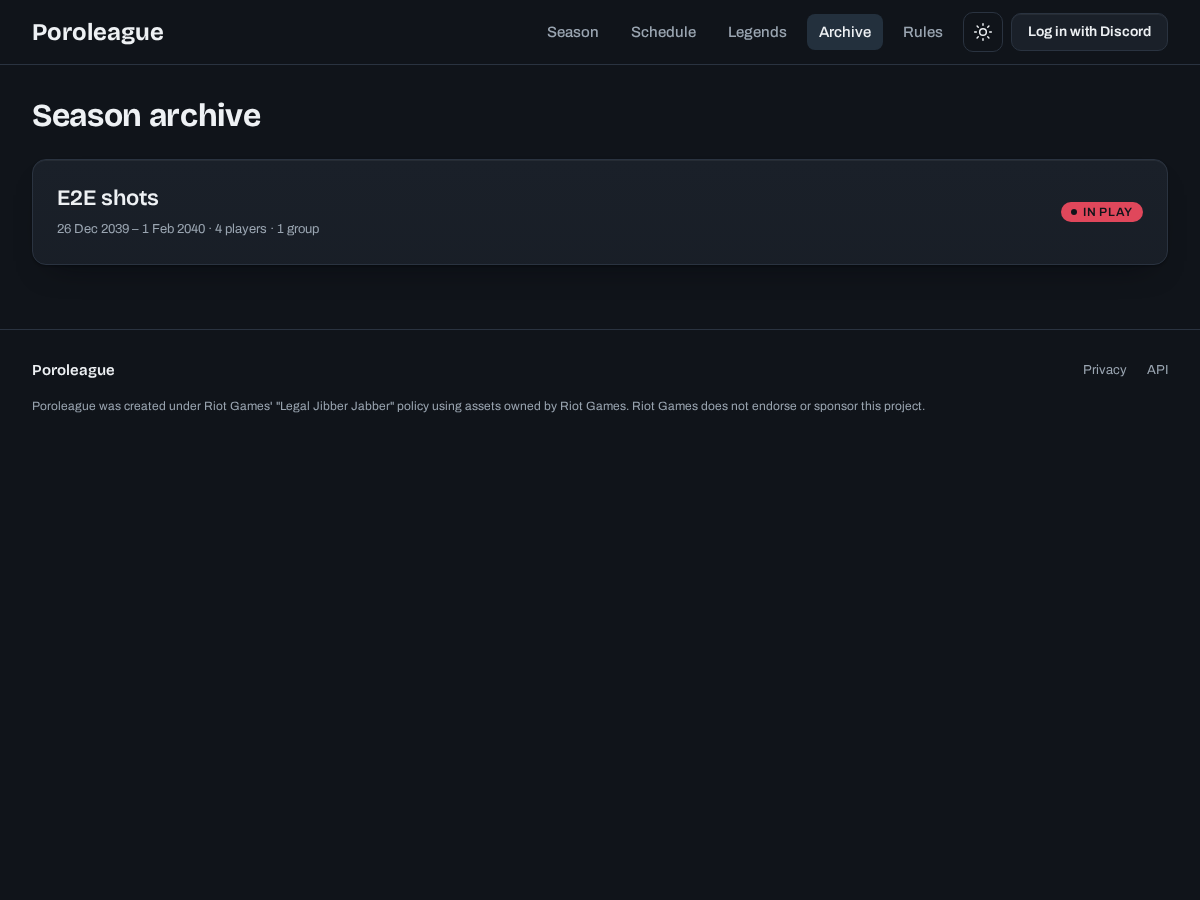 Poroleague
Season
Schedule
Legends
Archive
Rules
Log in with Discord
Season archive
E2E shots
26 Dec 2039 – 1 Feb 2040 · 4 players · 1 group
IN PLAY
Poroleague
Privacy
API
Poroleague was created under Riot Games' "Legal Jibber Jabber" policy using assets owned by Riot Games. Riot Games does not endorse or sponsor this project.